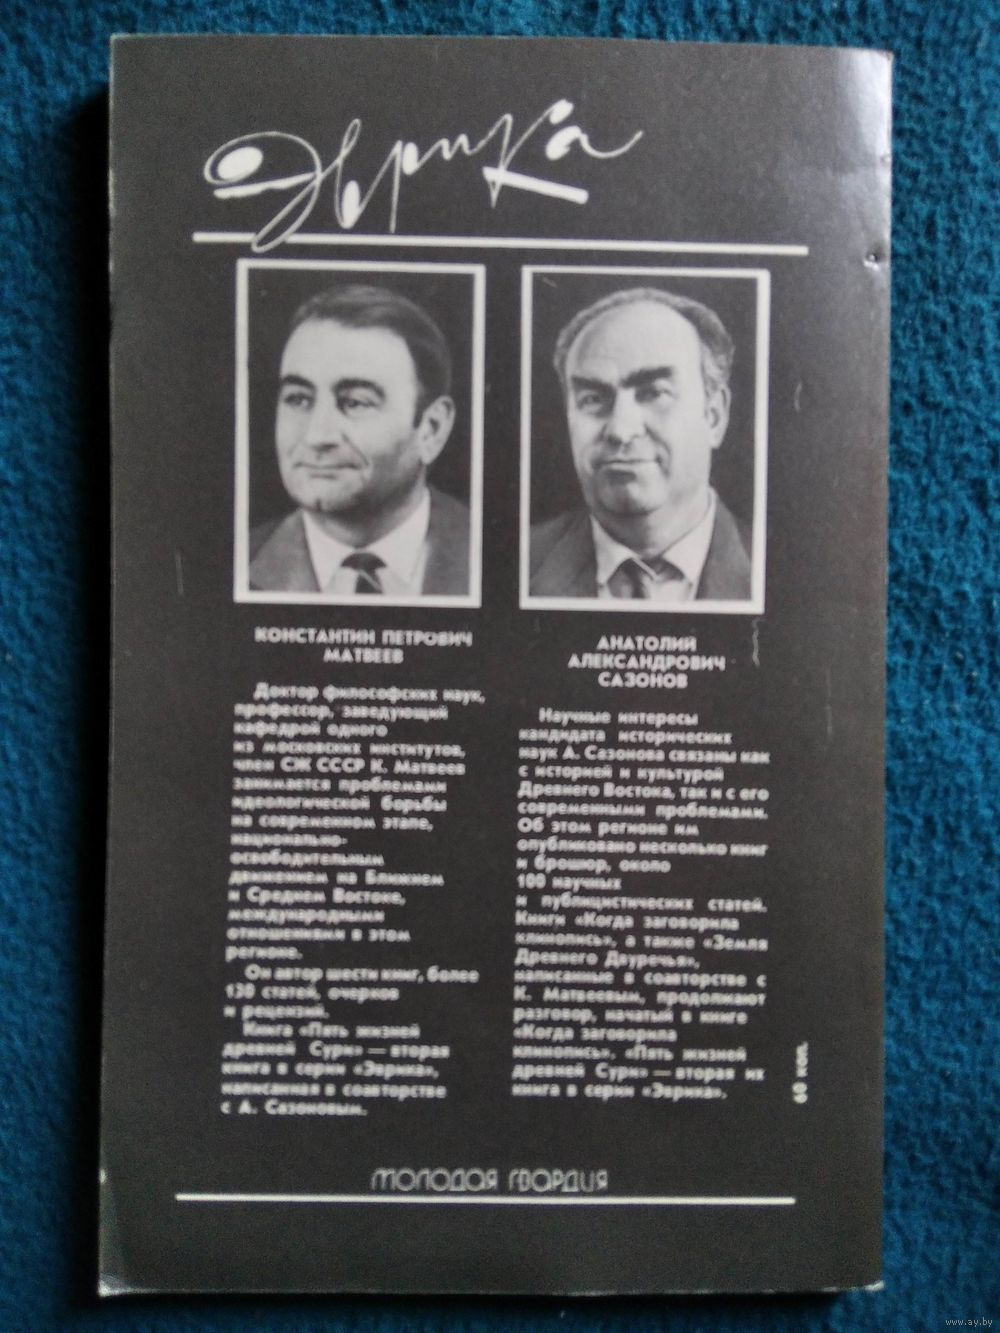 Эврика
КОНСТАНТИН ПЕТРОВИЧ
МАТВЕЕВ
Доктор философских наук,
профессор, заведующий
кафедрой одного
из московских институтов,
член СЖ СССР К. Матвеев
занимается проблемами
идеологической борьбы
на современном этапе,
национально-
освободительным
движением на Ближнем
и Среднем Востоке,
международными
отношениями в этом
регионе.
Он автор шести книг, более
130 статей, очерков
и рецензий.
Книга «Пять жизней
древней Сури» — вторая
книга в серии «Эврика»,
написанная в соавторстве
с А. Сазоновым.
АНАТОЛИЙ
АЛЕКСАНДРОВИЧ
САЗОНОВ
Научные интересы
кандидата исторических
наук А. Сазонова связаны как
с историей и культурой
Древнего Востока, так и с его
современными проблемами.
Об этом регионе им
опубликовано несколько книг
и брошюр, около
100 научных
и публицистических статей.
Книги «Когда заговорила
клинопись», а также «Земля
Древнего Двуречья»,
написанные в соавторстве с
К. Матвеевым, продолжают
разговор, начатый в книге
«Когда заговорила
клинопись». «Пять жизней
древней Сури» — вторая их
книга в серии «Эврика».
60 коп.
МОЛОДАЯ ГВАРДИЯ
www.ay.by